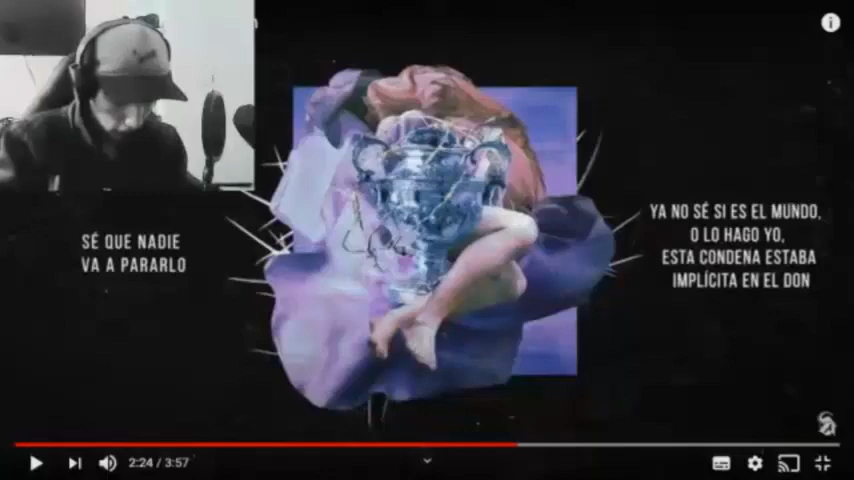 SÉ QUE NADIE
VA A PARARLO
YA NO SÉ SI ES EL MUNDO,
O LO HAGO YO,
ESTA CONDENA ESTABA
IMPLÍCITA EN EL DON
2:24 / 3:57